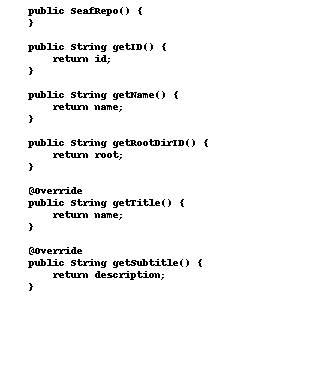 public SeafRepo() {
}
public String getID() {
return id;
}
public String getName() {
return name;
}
public String getRootDirID() {
return root;
}
@Override
public String getTitle() {
return name;
}
@Override
public String getSubtitle() {
return description;
}